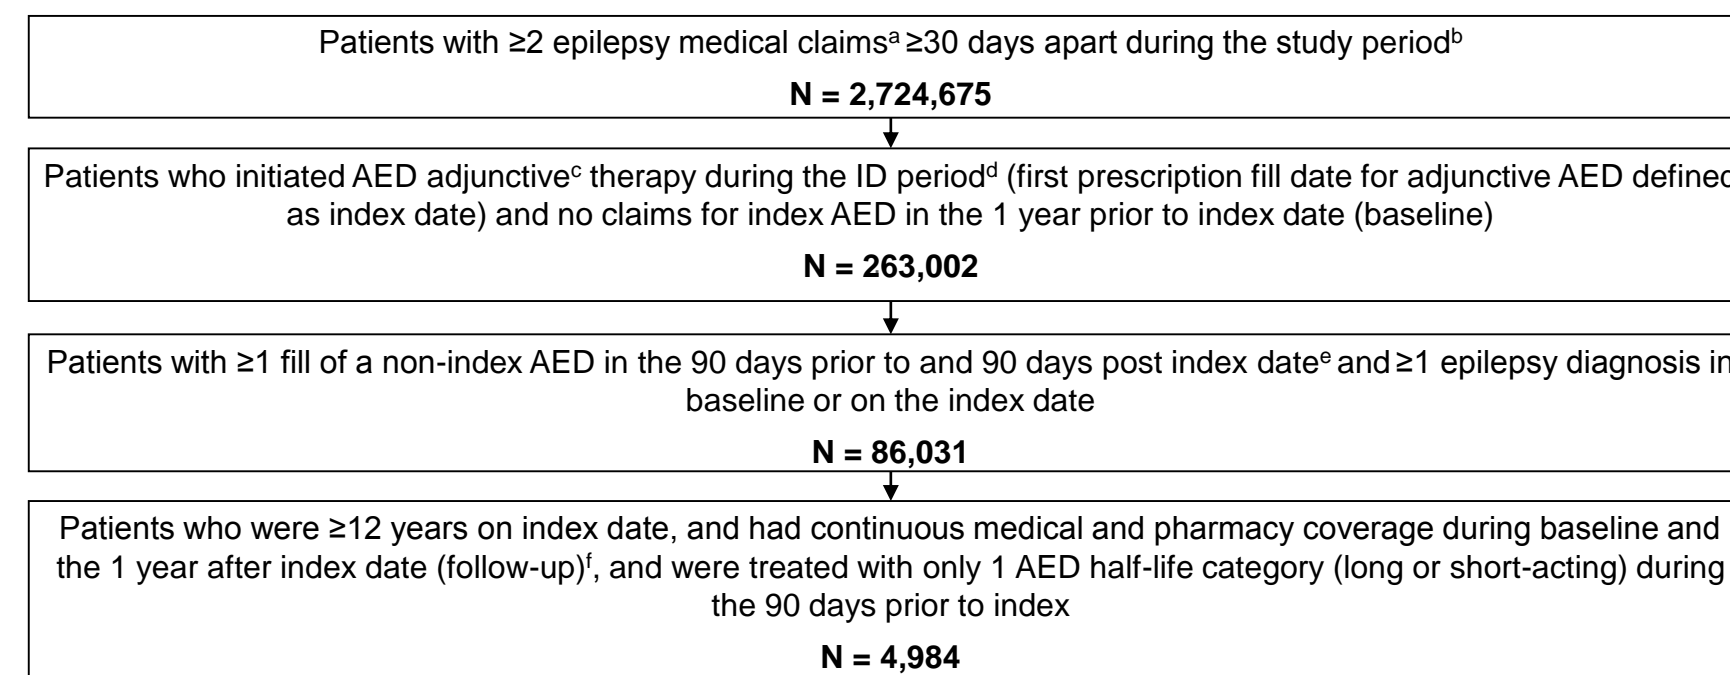 Patients with ≥2 epilepsy medical claimsᵃ ≥30 days apart during the study periodᵇ
N = 2,724,675
Patients who initiated AED adjunctiveᶜ therapy during the ID periodᵈ (first prescription fill date for adjunctive AED defined
as index date) and no claims for index AED in the 1 year prior to index date (baseline)
N = 263,002
Patients with ≥1 fill of a non-index AED in the 90 days prior to and 90 days post index dateᵉ and ≥1 epilepsy diagnosis in
baseline or on the index date
N = 86,031
Patients who were ≥12 years on index date, and had continuous medical and pharmacy coverage during baseline and
the 1 year after index date (follow-up)ᶠ, and were treated with only 1 AED half-life category (long or short-acting) during
the 90 days prior to index
N = 4,984